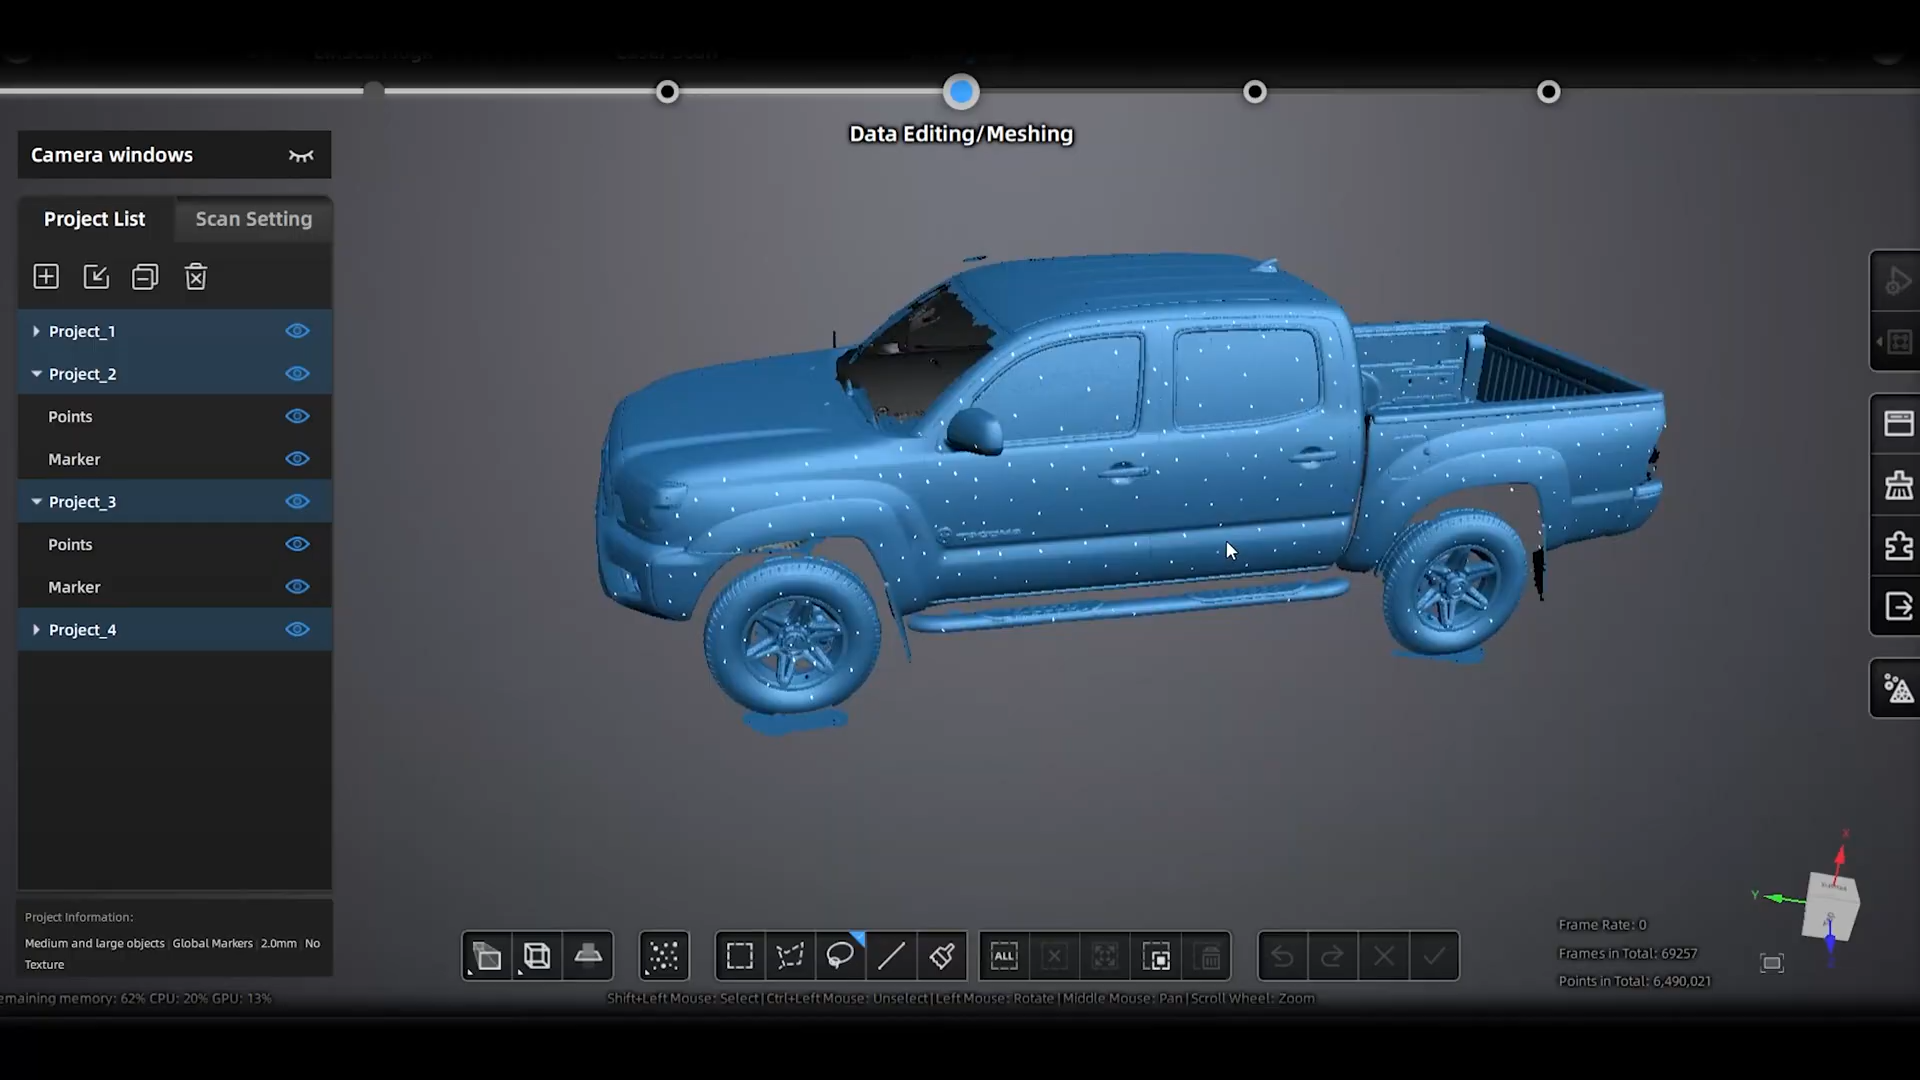 Data Editing/Meshing
Camera windows
Project List
Scan Setting
Project_1
Project_2
Points
Marker
Project_3
Points
Marker
Project_4
Project Information:
Medium and large objects | Global Markers | 2.0mm | No
Texture
emaining memory: 62% CPU: 20% GPU: 13%
ALL
Shift+Left Mouse: Select|Ctrl+Left Mouse: Unselect|Left Mouse: Rotate|Middle Mouse: Pan|Scroll Wheel: Zoom
Frame Rate: 0
Frames in Total: 69257
Points in Total: 6,490,021
X
Y